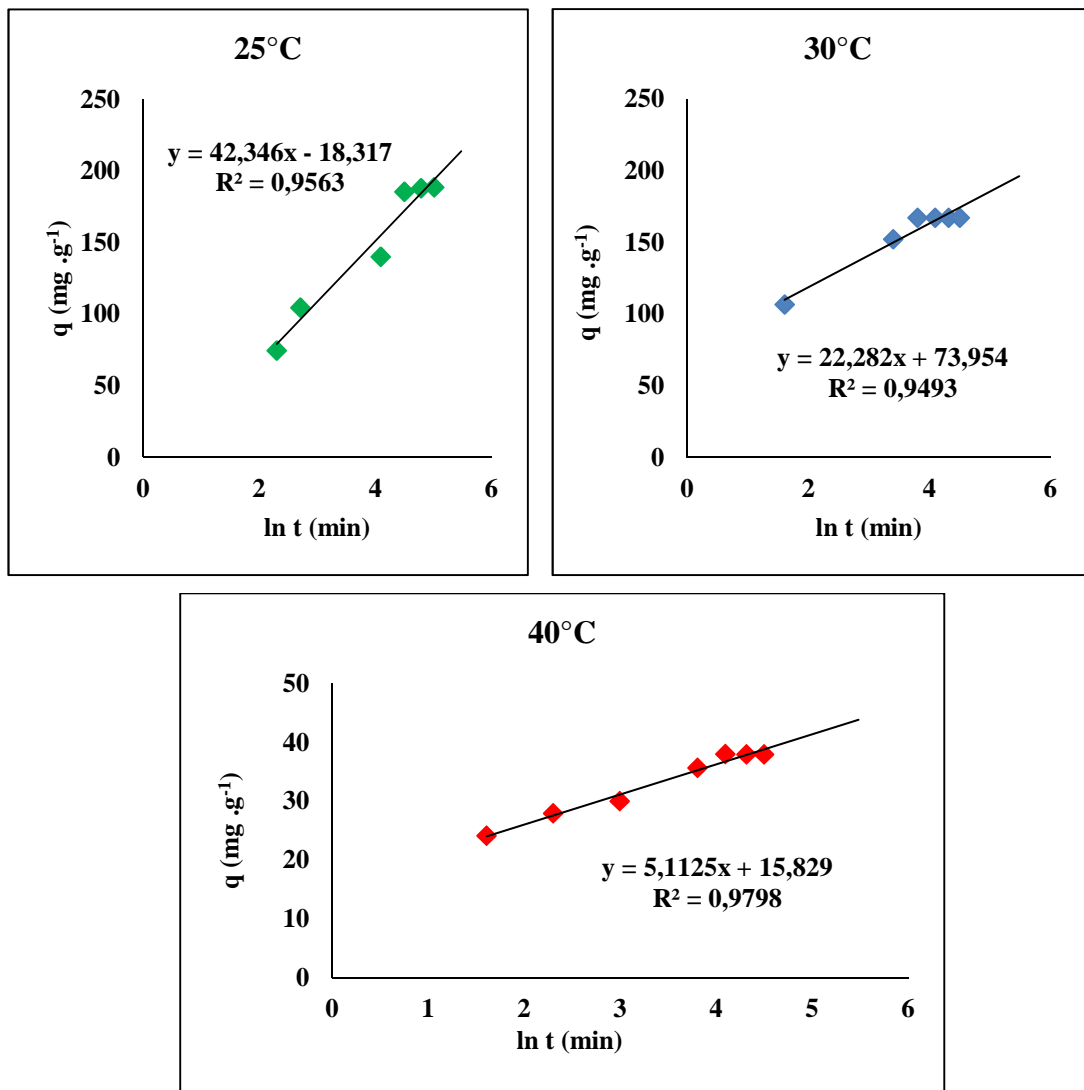 25°C
250
200
150
100
50
0
y = 42,346x - 18,317
R² = 0,9563
q (mg .g⁻¹)
0 2 4 6
ln t (min)
30°C
250
200
150
100
50
0
y = 22,282x + 73,954
R² = 0,9493
q (mg .g⁻¹)
0 2 4 6
ln t (min)
40°C
50
40
30
20
10
0
y = 5,1125x + 15,829
R² = 0,9798
q (mg .g⁻¹)
0 1 2 3 4 5 6
ln t (min)